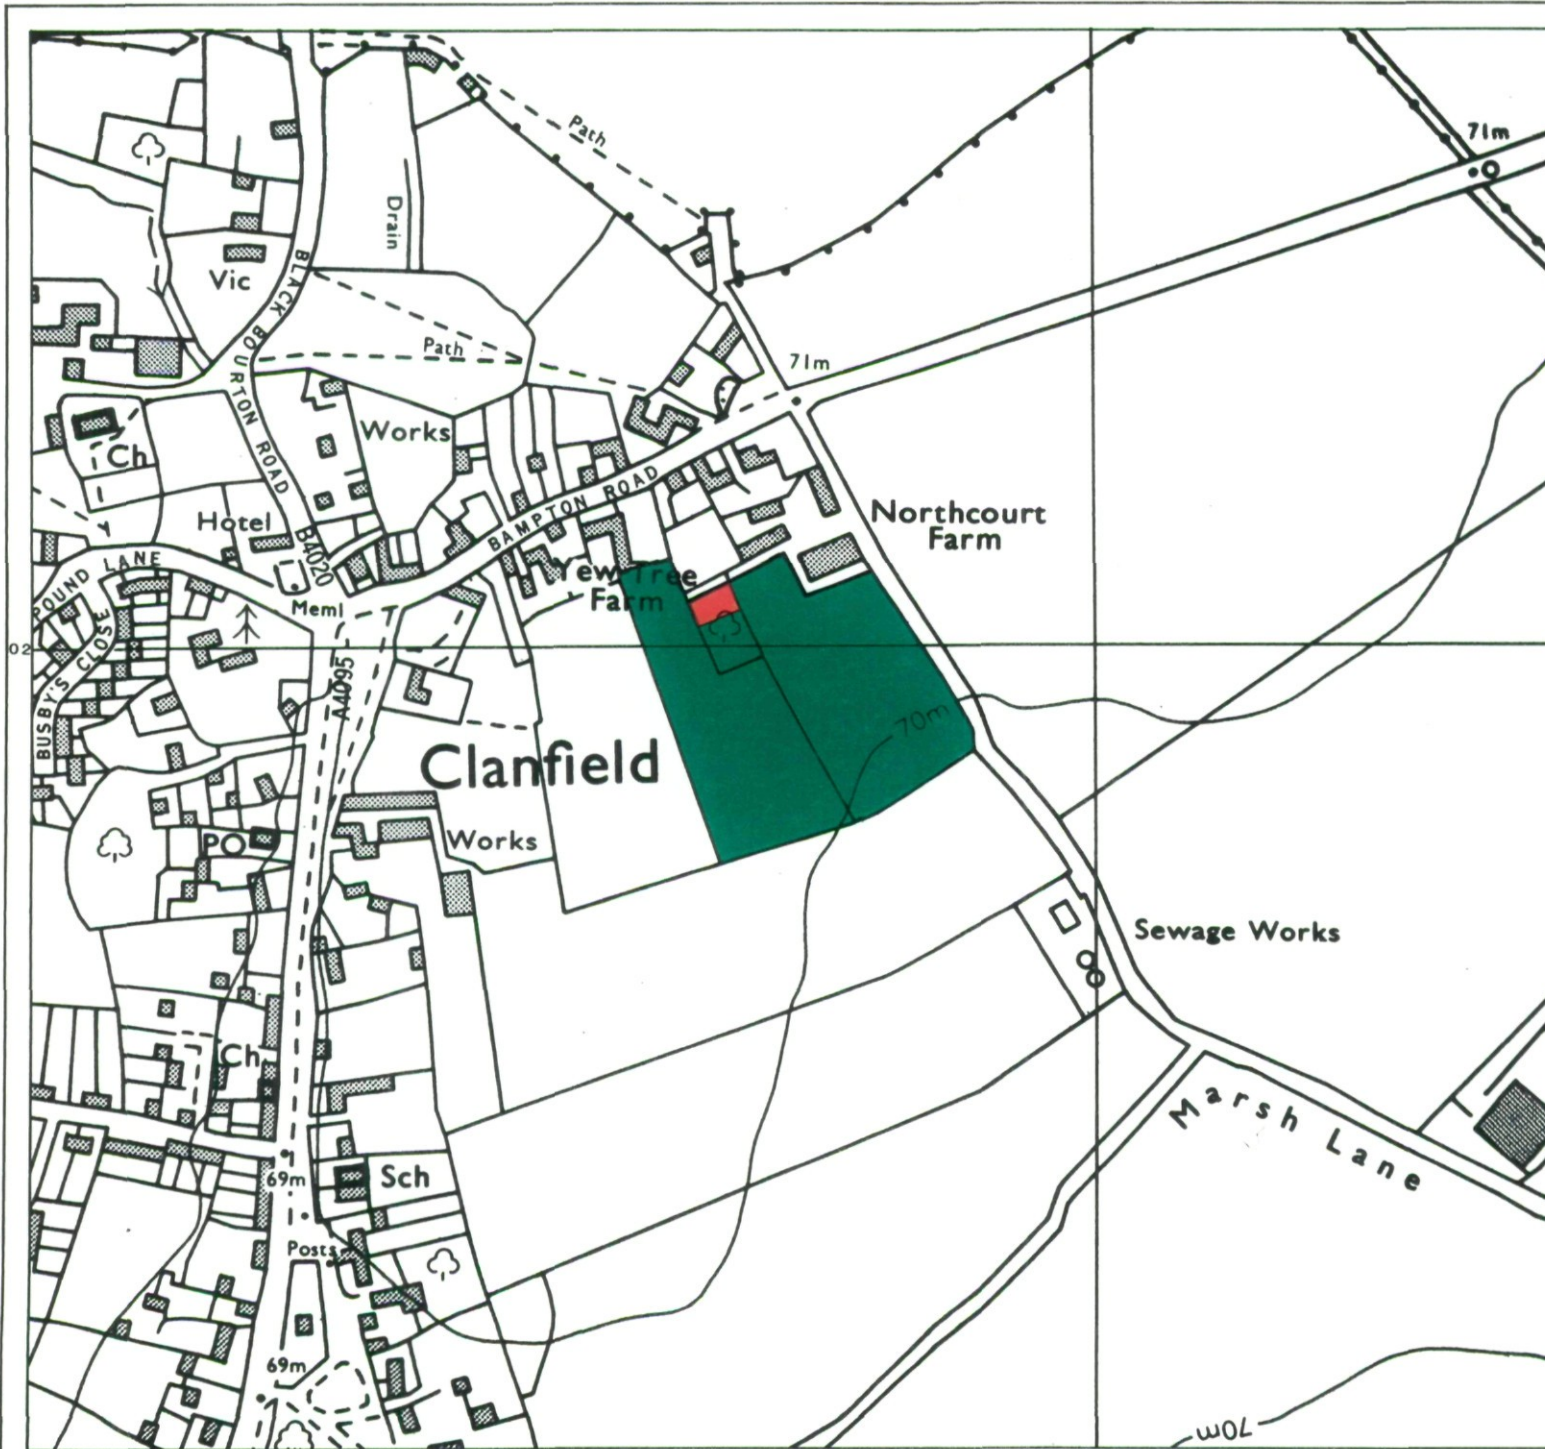 71m
Path
Drain
BLACK BOURTON ROAD
Vic
Path
71m
Works
Ch
BAMPTON ROAD
Northcourt
Farm
Hotel
B4020
POUND LANE
Yew Tree
Farm
Meml
02
BUSBY'S CLOSE
A4095
70m
Clanfield
PO
Works
Sewage Works
Ch
Marsh Lane
69m
Sch
Posts
69m
70m